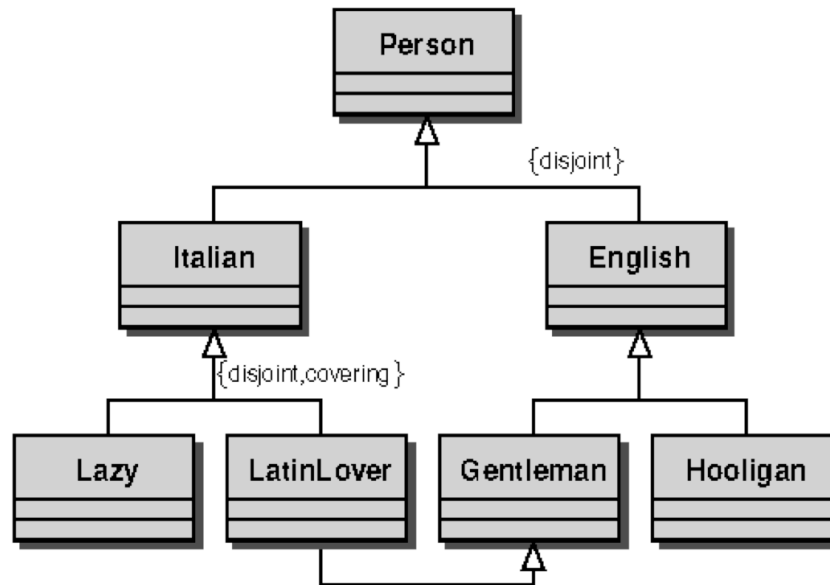 Person
{disjoint}
Italian
English
{disjoint,covering}
Lazy
LatinLover
Gentleman
Hooligan